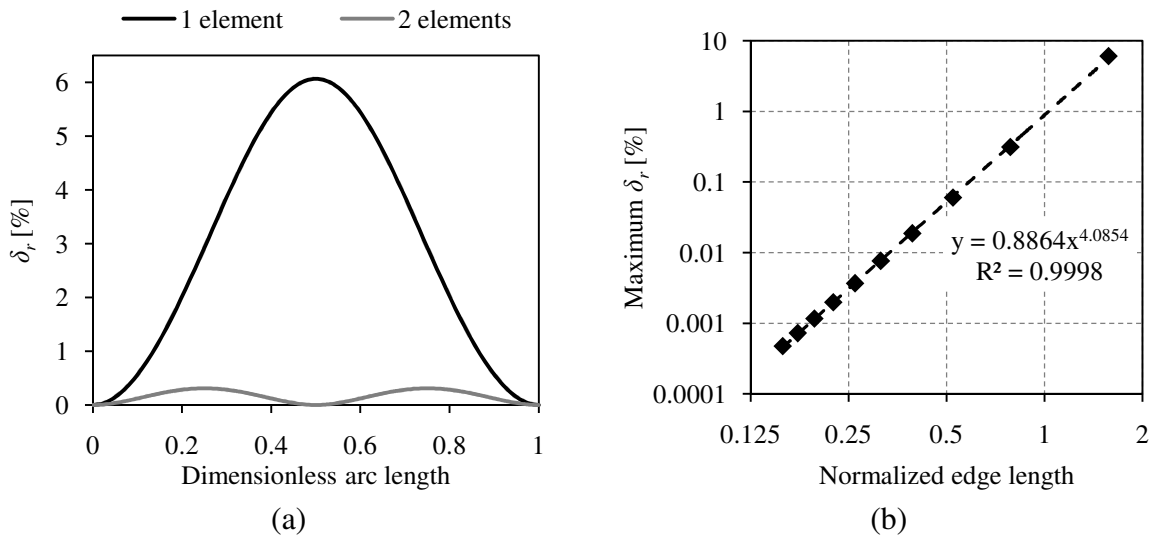 1 element 2 elements
δr [%]
6
5
4
3
2
1
0
0 0.2 0.4 0.6 0.8 1
Dimensionless arc length
(a)
Maximum δr [%]
10
1
0.1
0.01
0.001
0.0001
y = 0.8864x^4.0854
R² = 0.9998
0.125 0.25 0.5 1 2
Normalized edge length
(b)